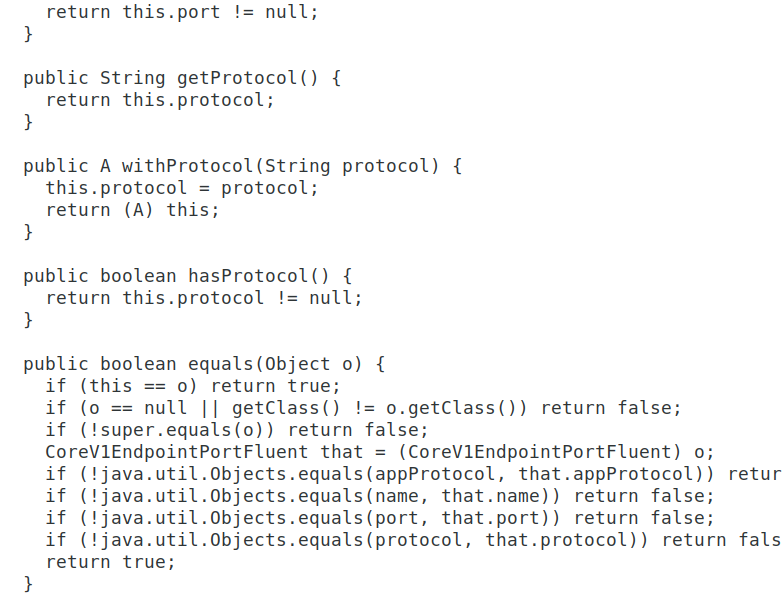 return this.port != null;
}
public String getProtocol() {
return this.protocol;
}
public A withProtocol(String protocol) {
this.protocol = protocol;
return (A) this;
}
public boolean hasProtocol() {
return this.protocol != null;
}
public boolean equals(Object o) {
if (this == o) return true;
if (o == null || getClass() != o.getClass()) return false;
if (!super.equals(o)) return false;
CoreV1EndpointPortFluent that = (CoreV1EndpointPortFluent) o;
if (!java.util.Objects.equals(appProtocol, that.appProtocol)) retur
if (!java.util.Objects.equals(name, that.name)) return false;
if (!java.util.Objects.equals(port, that.port)) return false;
if (!java.util.Objects.equals(protocol, that.protocol)) return fals
return true;
}